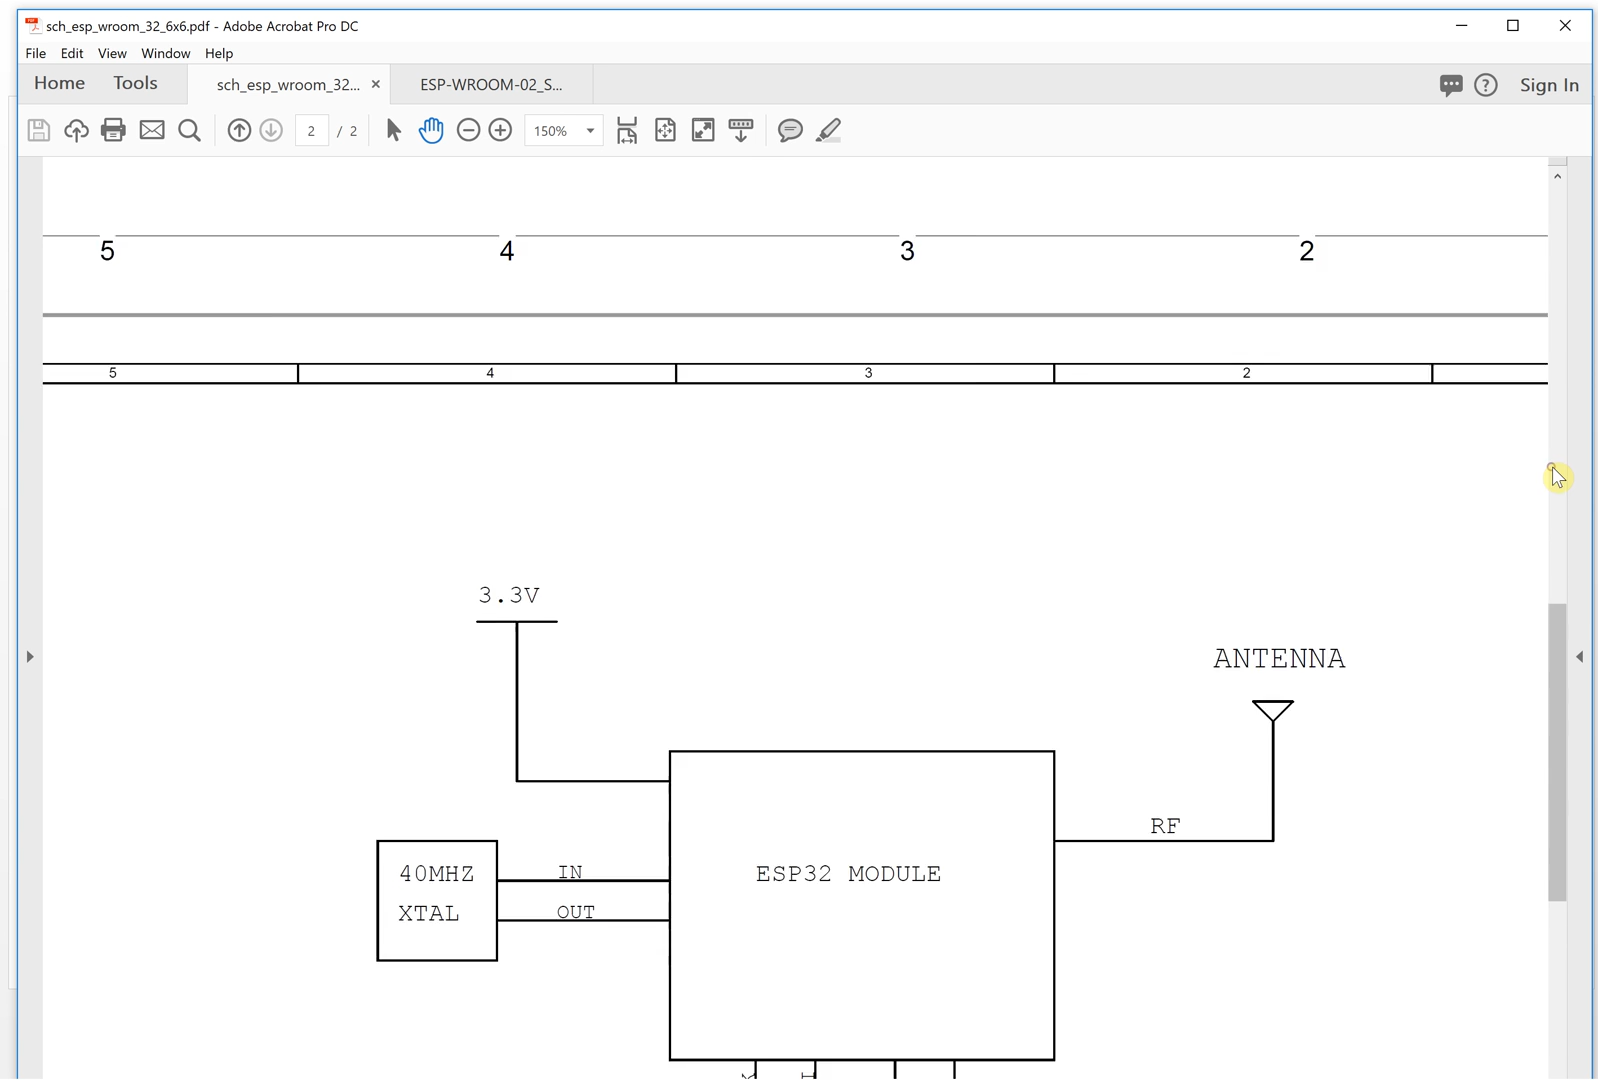 sch_esp_wroom_32_6x6.pdf - Adobe Acrobat Pro DC
File Edit View Window Help
Home Tools sch_esp_wroom_32... × ESP-WROOM-02_S... Sign In
2 / 2 150%
5 4 3 2
5 4 3 2
3.3V
ANTENNA
RF
40MHZ IN ESP32 MODULE
XTAL OUT